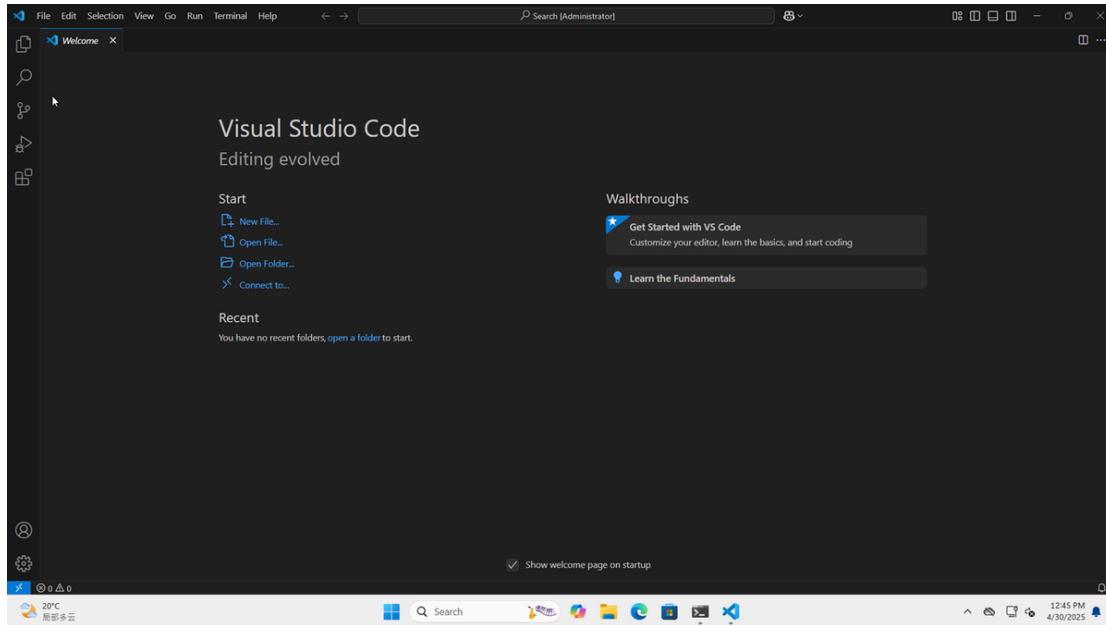 File Edit Selection View Go Run Terminal Help
Search [Administrator]
Welcome
Visual Studio Code
Editing evolved
Start
New File...
Open File...
Open Folder...
Connect to...
Recent
You have no recent folders, open a folder to start.
Walkthroughs
Get Started with VS Code
Customize your editor, learn the basics, and start coding
Learn the Fundamentals
Show welcome page on startup
0 0
20°C
局部多云
Search
12:45 PM
4/30/2025